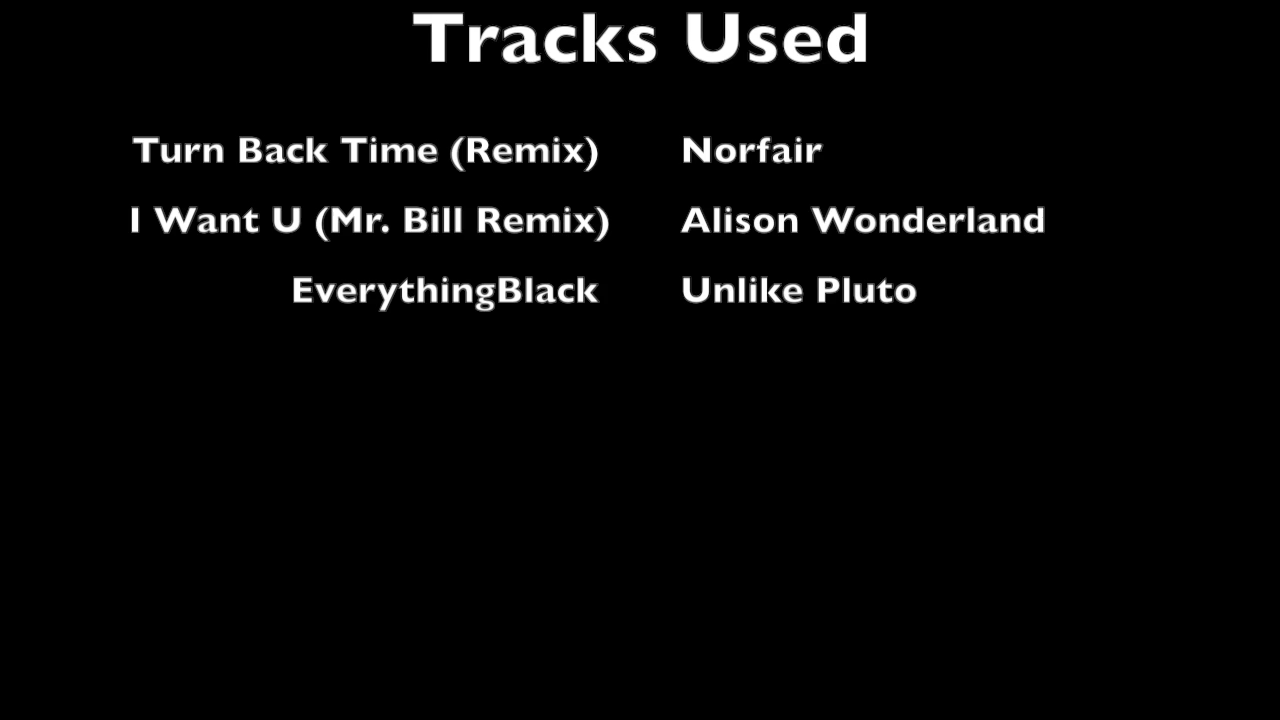 Tracks Used
Turn Back Time (Remix) Norfair
I Want U (Mr. Bill Remix) Alison Wonderland
EverythingBlack Unlike Pluto